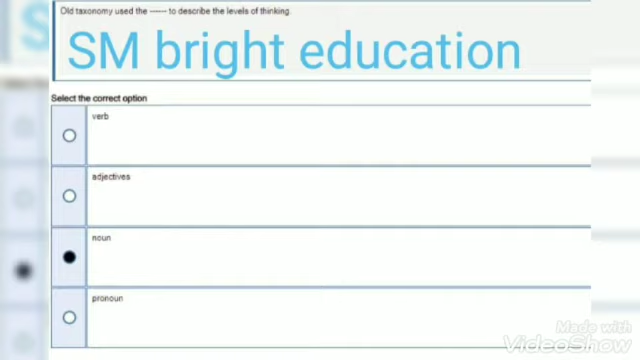 Old taxonomy used the ------ to describe the levels of thinking.
SM bright education
Select the correct option
verb
adjectives
noun
pronoun
Made with
VideoShow